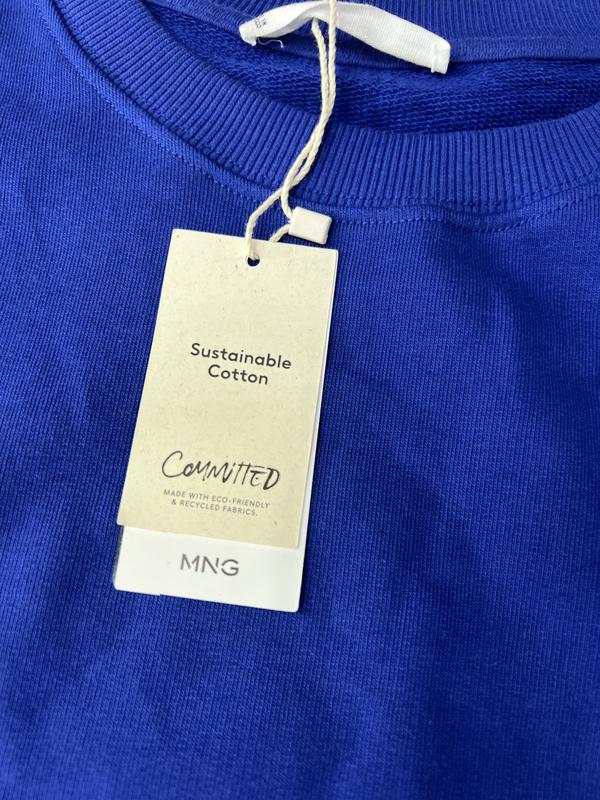 Sustainable
Cotton
COMMITTED
MADE WITH ECO-FRIENDLY
& RECYCLED FABRICS.
MNG